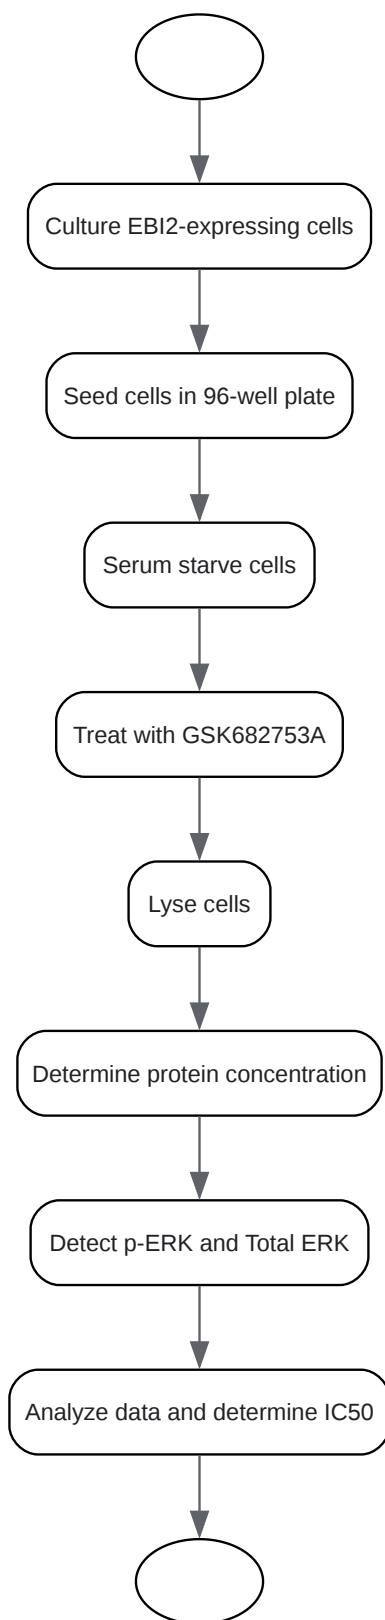 Culture EBI2-expressing cells
Seed cells in 96-well plate
Serum starve cells
Treat with GSK682753A
Lyse cells
Determine protein concentration
Detect p-ERK and Total ERK
Analyze data and determine IC50